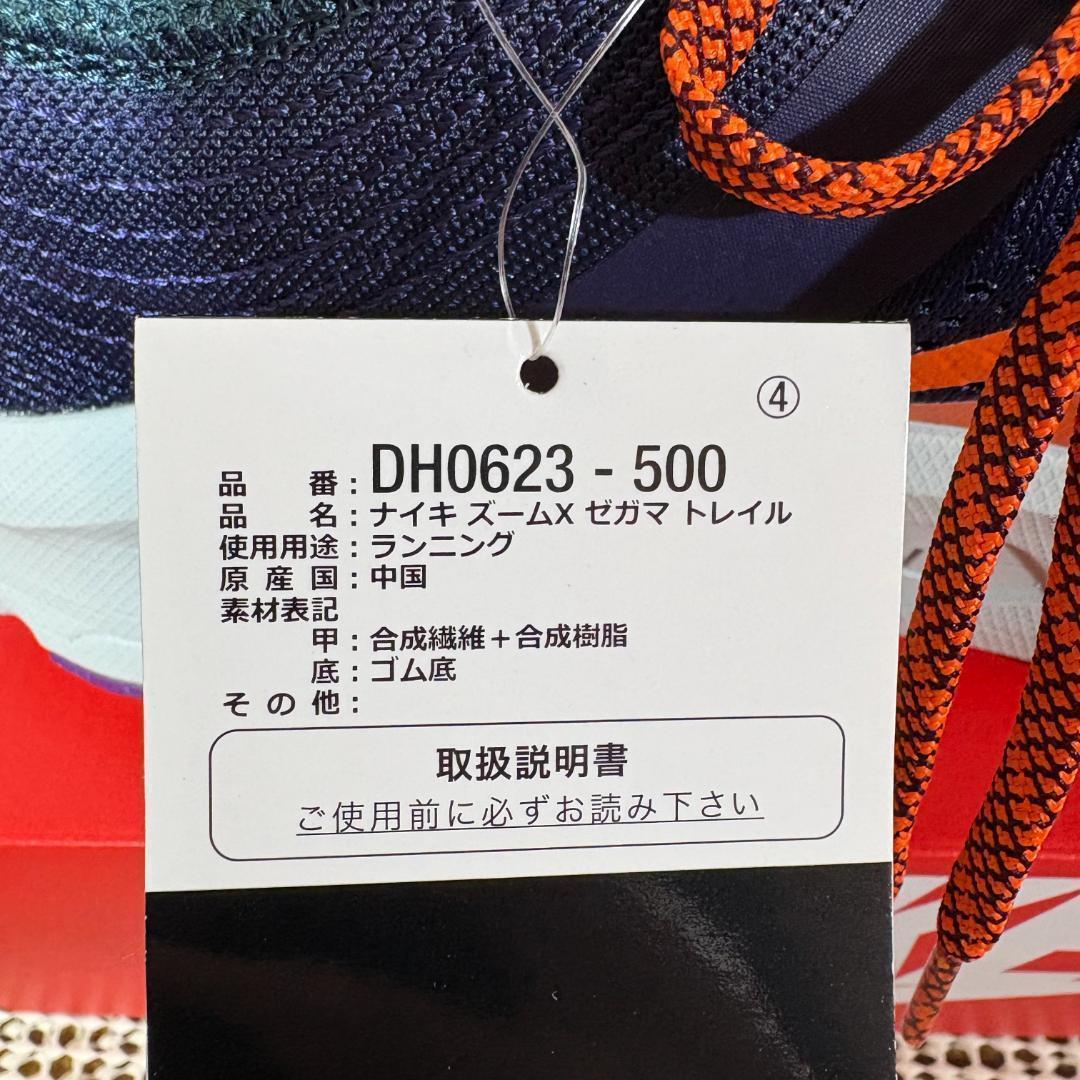 ④
品 番 : DH0623 - 500
品 名 : ナイキ ズームX ゼガマ トレイル
使用用途 : ランニング
原産国 : 中国
素材表記
甲 : 合成繊維＋合成樹脂
底 : ゴム底
その他 :
取扱説明書
ご使用前に必ずお読み下さい